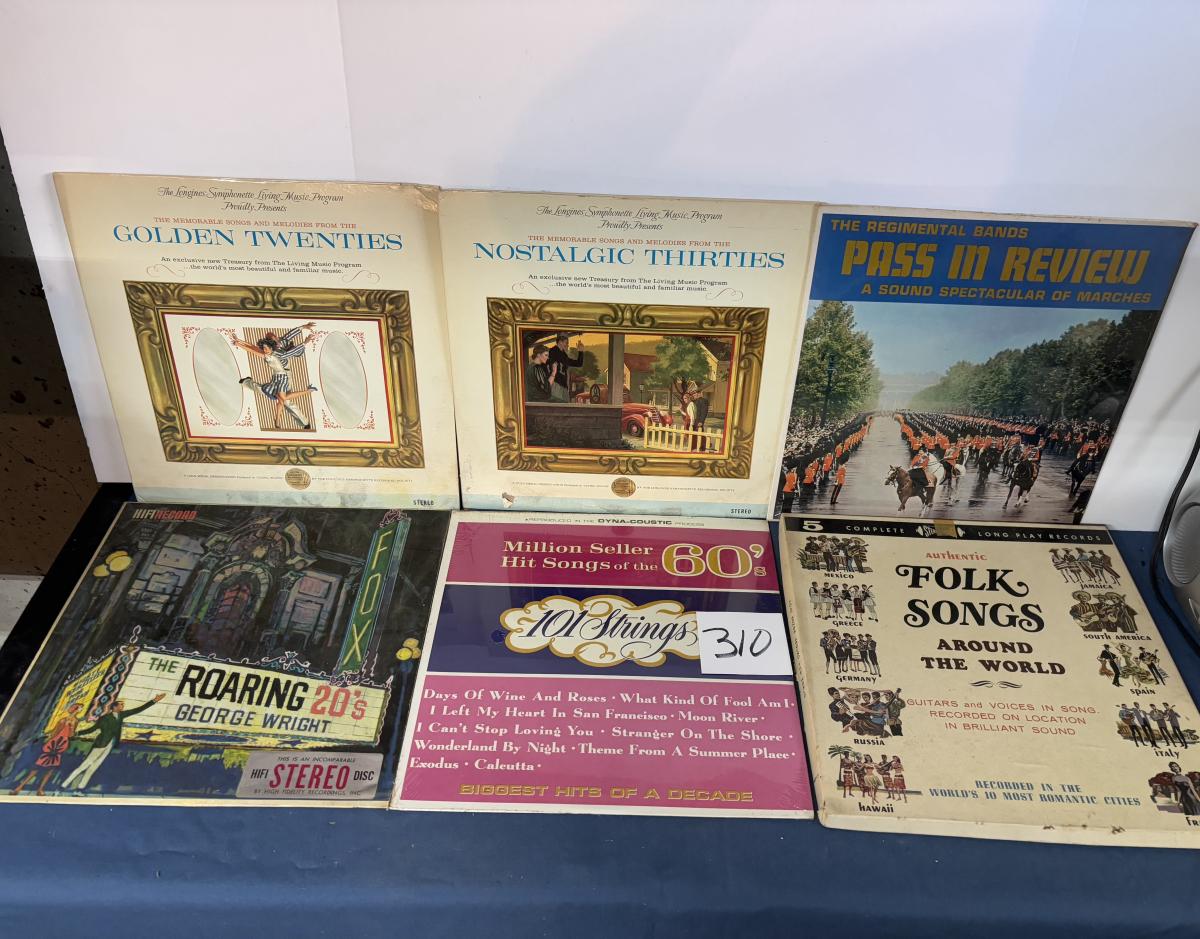 The Longines Symphonette Living Music Program
Proudly Presents
THE MEMORABLE SONGS AND MELODIES FROM THE
GOLDEN TWENTIES
An exclusive new Treasury from The Living Music Program
...the world's most beautiful and familiar music.
STEREO
The Longines Symphonette Living Music Program
Proudly Presents
THE MEMORABLE SONGS AND MELODIES FROM THE
NOSTALGIC THIRTIES
An exclusive new Treasury from The Living Music Program
...the world's most beautiful and familiar music.
STEREO
THE REGIMENTAL BANDS
PASS IN REVIEW
A SOUND SPECTACULAR OF MARCHES
HIFIRECORD
FOX
THE
ROARING 20's
GEORGE WRIGHT
THIS IS AN INCOMPARABLE
HIFI STEREO DISC
BY HIGH FIDELITY RECORDINGS, INC.
REPRODUCED IN THE DYNA-COUSTIC PROCESS
Million Seller
Hit Songs of the 60's
101 Strings
310
Days Of Wine And Roses · What Kind Of Fool Am I ·
I Left My Heart In San Francisco · Moon River ·
I Can't Stop Loving You · Stranger On The Shore ·
Wonderland By Night · Theme From A Summer Place ·
Exodus · Calcutta ·
BIGGEST HITS OF A DECADE
5 COMPLETE LONG PLAY RECORDS
AUTHENTIC
FOLK
SONGS
AROUND
THE WORLD
GUITARS and VOICES IN SONG.
RECORDED ON LOCATION
IN BRILLIANT SOUND
RECORDED IN THE
WORLD'S 10 MOST ROMANTIC CITIES
MEXICO
GREECE
GERMANY
RUSSIA
HAWAII
JAMAICA
SOUTH AMERICA
SPAIN
ITALY